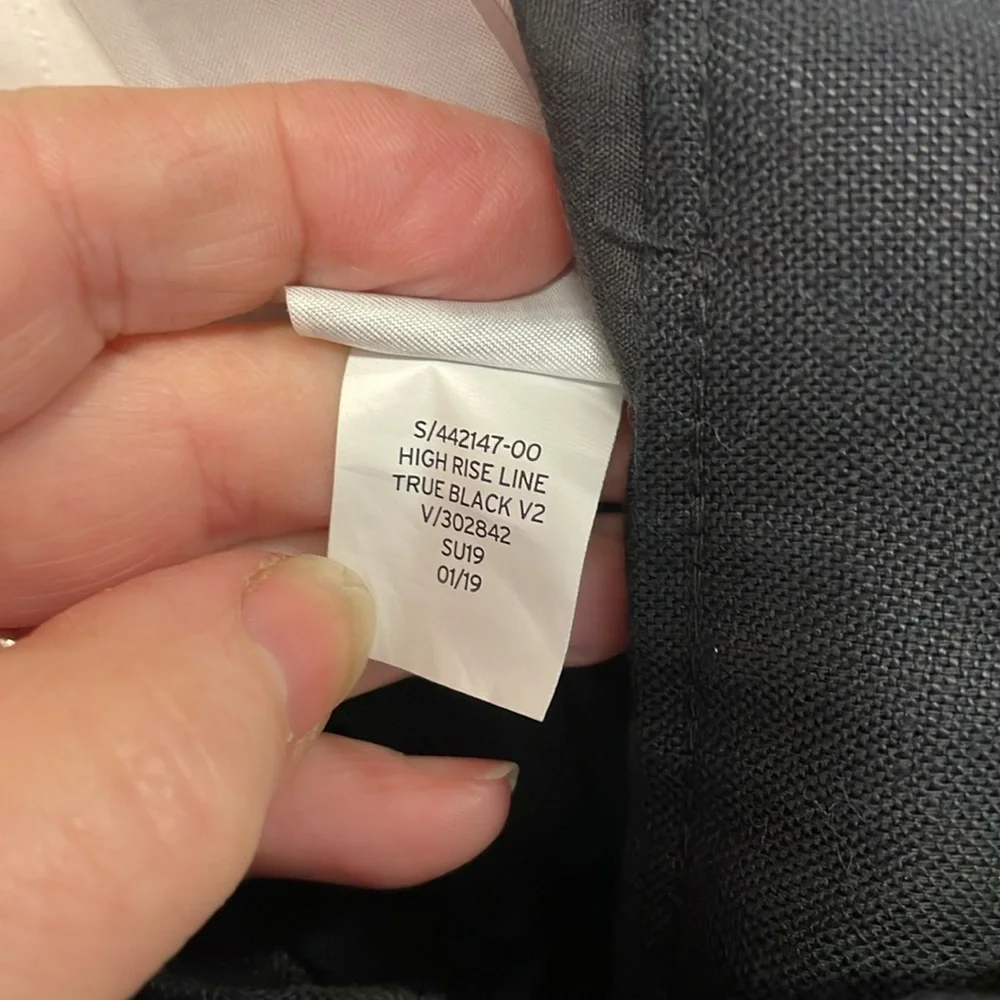 S/442147-00
HIGH RISE LINE
TRUE BLACK V2
V/302842
SU19
01/19